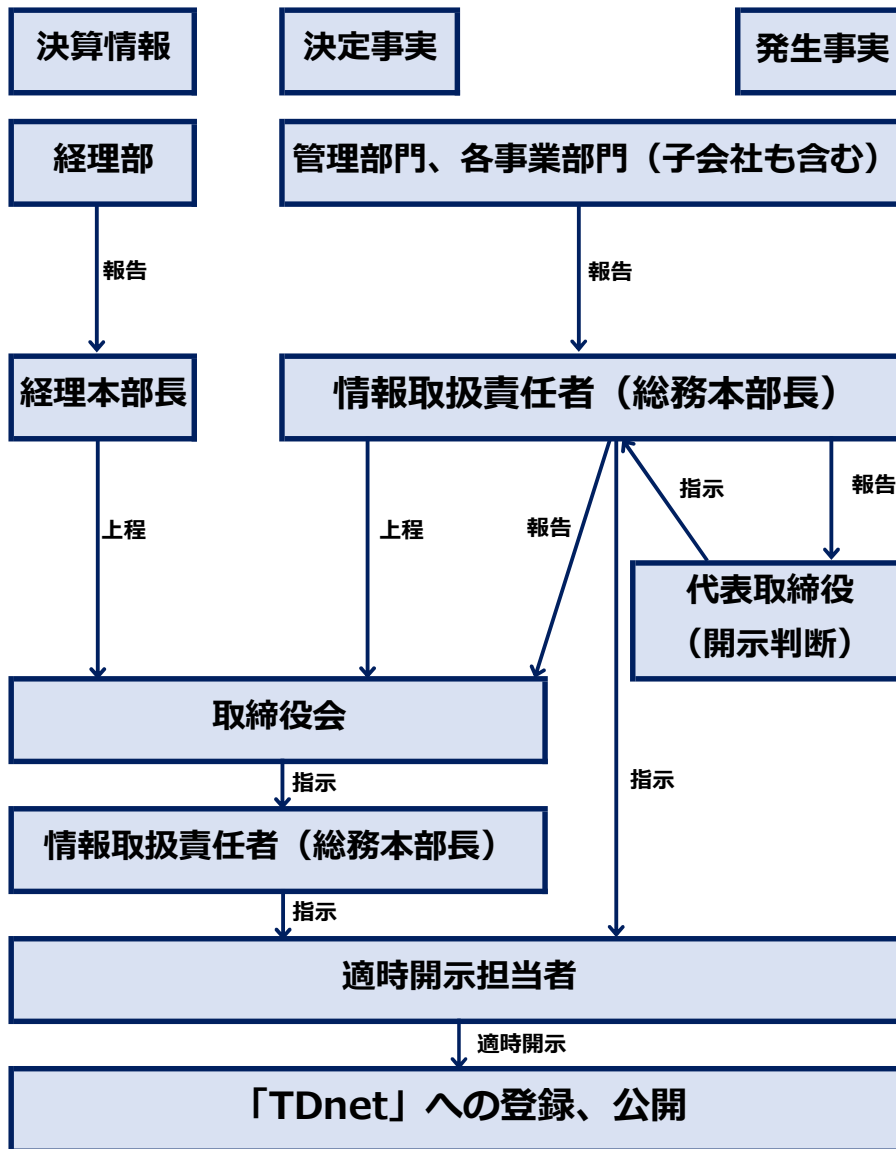 決算情報
決定事実
発生事実
経理部
管理部門、各事業部門（子会社も含む）
報告
報告
経理本部長
情報取扱責任者（総務本部長）
上程
上程
報告
指示
報告
代表取締役
（開示判断）
取締役会
指示
指示
情報取扱責任者（総務本部長）
指示
適時開示担当者
適時開示
「TDnet」への登録、公開